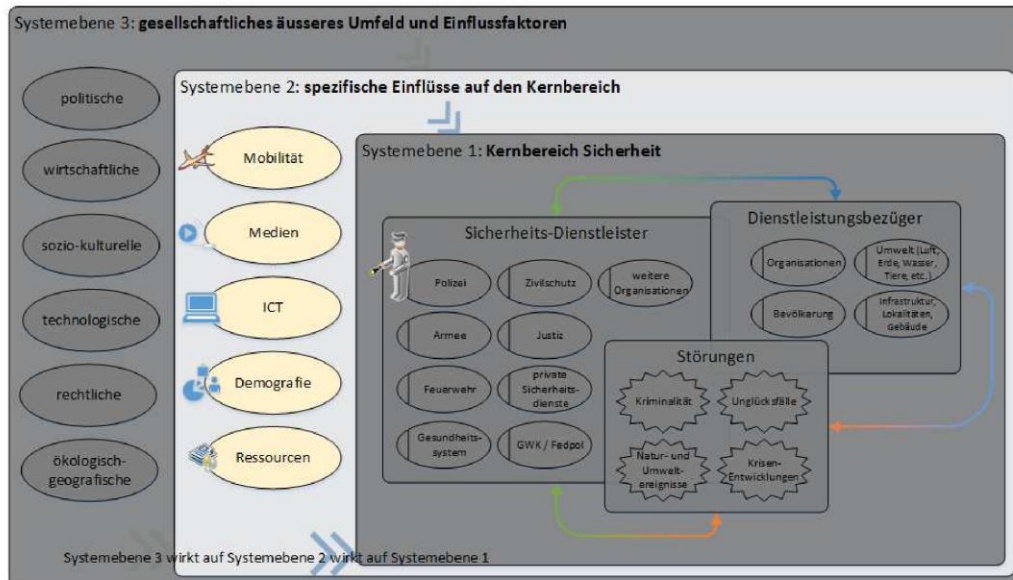 Systemebene 3: gesellschaftliches äusseres Umfeld und Einflussfaktoren
politische
wirtschaftliche
sozio-kulturelle
technologische
rechtliche
ökologisch-
geografische
Systemebene 2: spezifische Einflüsse auf den Kernbereich
Mobilität
Medien
ICT
Demografie
Ressourcen
Systemebene 1: Kernbereich Sicherheit
Sicherheits-Dienstleister
Polizei
Zivilschutz
weitere
Organisationen
Armee
Justiz
Feuerwehr
private
Sicherheits-
dienste
Gesundheits-
system
GWK / Fedpol
Dienstleistungsbezüger
Organisationen
Umwelt (Luft,
Erde, Wasser,
Tiere, etc.)
Bevölkerung
Infrastruktur,
Lokalitäten,
Gebäude
Störungen
Kriminalität
Unglücksfälle
Natur- und
Umwelt-
ereignisse
Krisen-
Entwicklungen
Systemebene 3 wirkt auf Systemebene 2 wirkt auf Systemebene 1